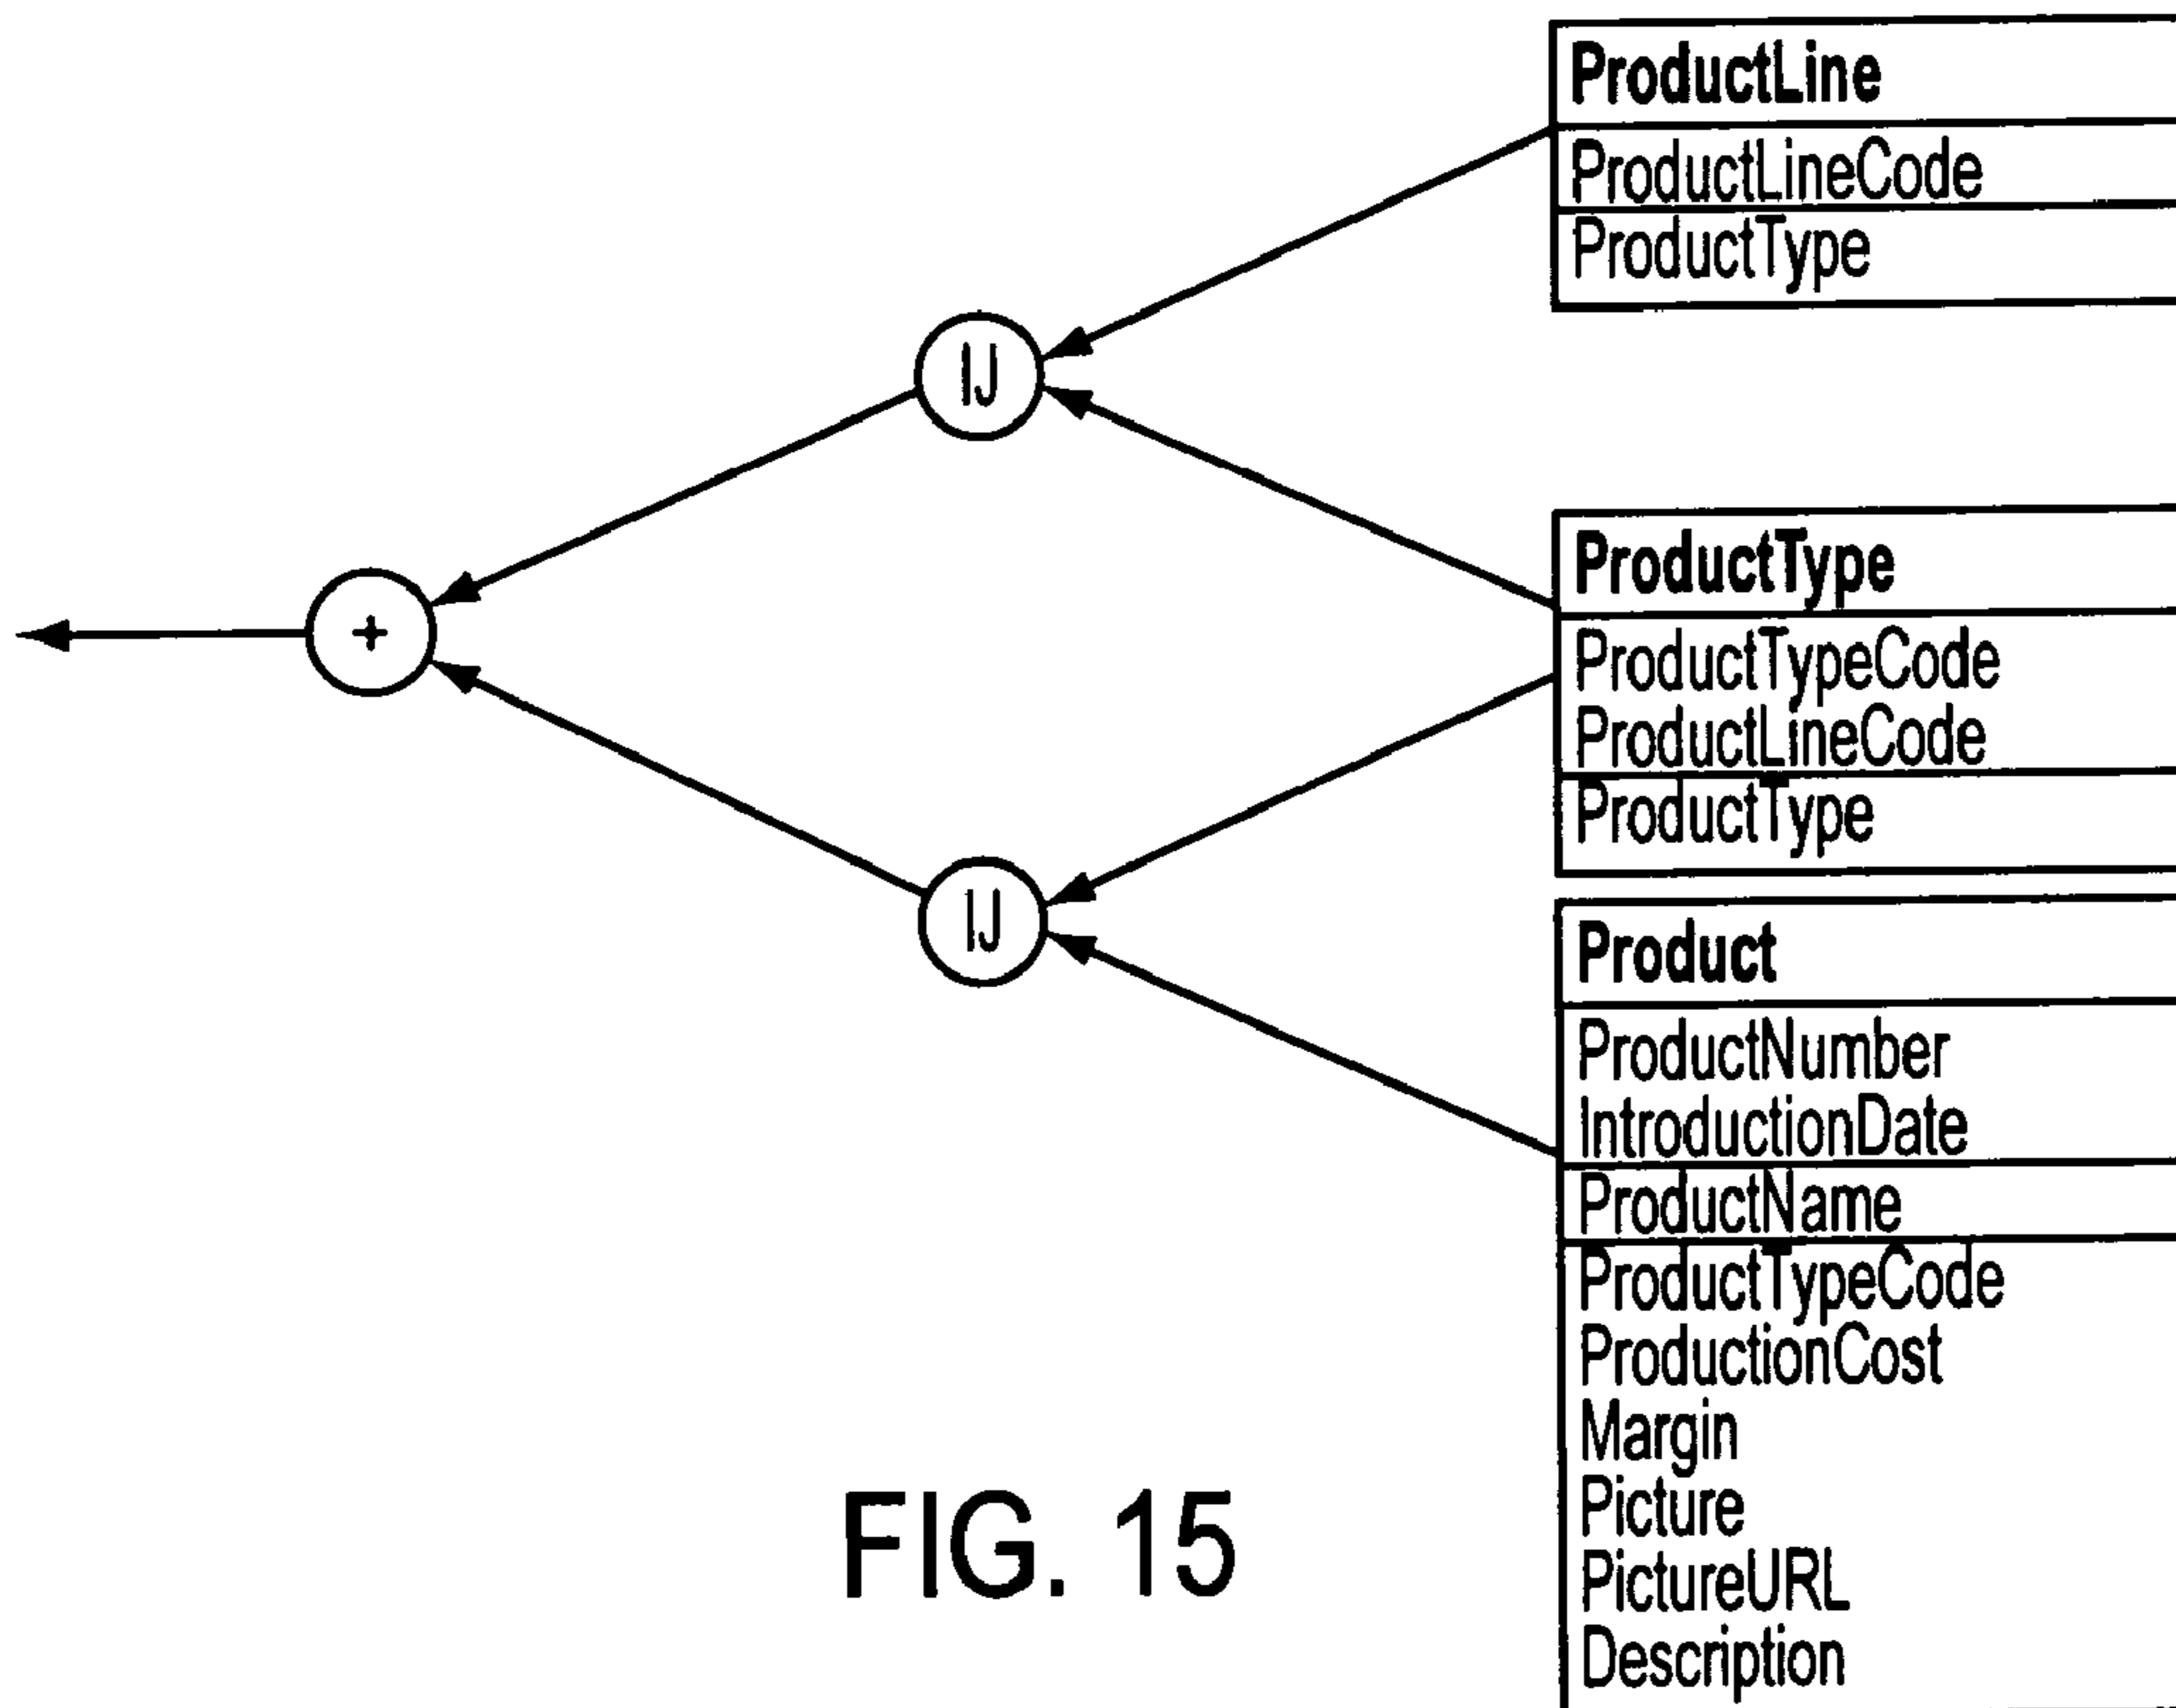 ProductLine
ProductLineCode
ProductType
IJ
ProductType
ProductTypeCode
ProductLineCode
ProductType
+
IJ
Product
ProductNumber
IntroductionDate
ProductName
ProductTypeCode
ProductionCost
Margin
Picture
PictureURL
Description
FIG. 15